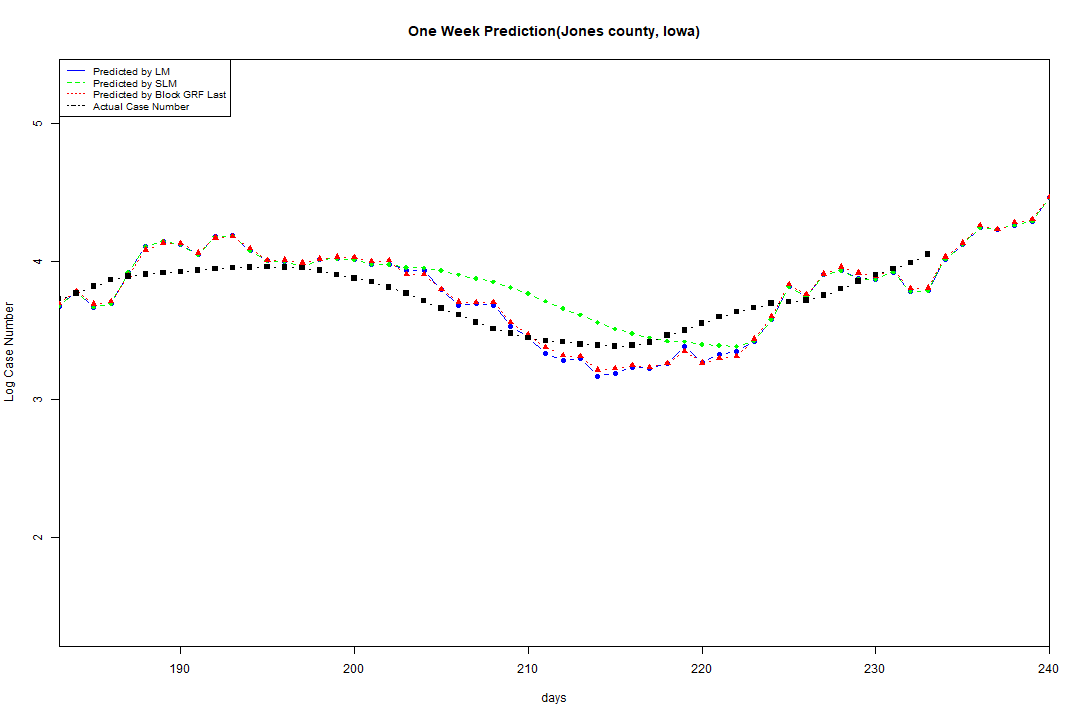 One Week Prediction(Jones county, Iowa)
Predicted by LM
Predicted by SLM
Predicted by Block GRF Last
Actual Case Number
5
4
3
2
Log Case Number
190 200 210 220 230 240
days